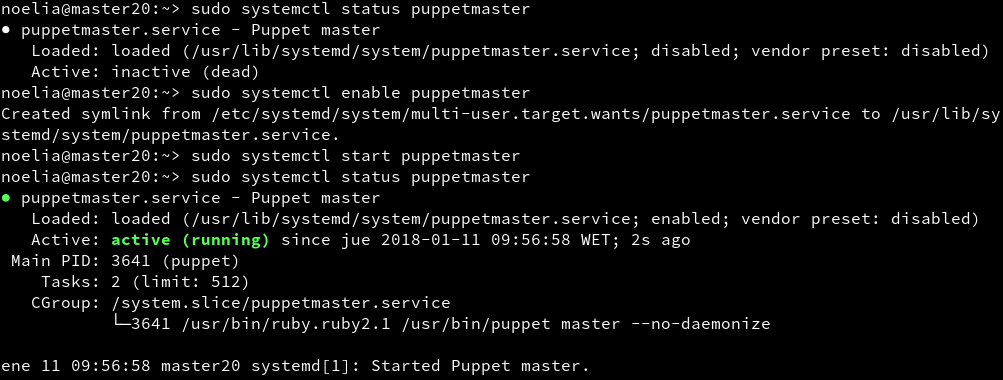 noelia@master20:~> sudo systemctl status puppetmaster
● puppetmaster.service - Puppet master
   Loaded: loaded (/usr/lib/systemd/system/puppetmaster.service; disabled; vendor preset: disabled)
   Active: inactive (dead)
noelia@master20:~> sudo systemctl enable puppetmaster
Created symlink from /etc/systemd/system/multi-user.target.wants/puppetmaster.service to /usr/lib/sy
stemd/system/puppetmaster.service.
noelia@master20:~> sudo systemctl start puppetmaster
noelia@master20:~> sudo systemctl status puppetmaster
● puppetmaster.service - Puppet master
   Loaded: loaded (/usr/lib/systemd/system/puppetmaster.service; enabled; vendor preset: disabled)
   Active: active (running) since jue 2018-01-11 09:56:58 WET; 2s ago
 Main PID: 3641 (puppet)
    Tasks: 2 (limit: 512)
   CGroup: /system.slice/puppetmaster.service
           └─3641 /usr/bin/ruby.ruby2.1 /usr/bin/puppet master --no-daemonize

ene 11 09:56:58 master20 systemd[1]: Started Puppet master.